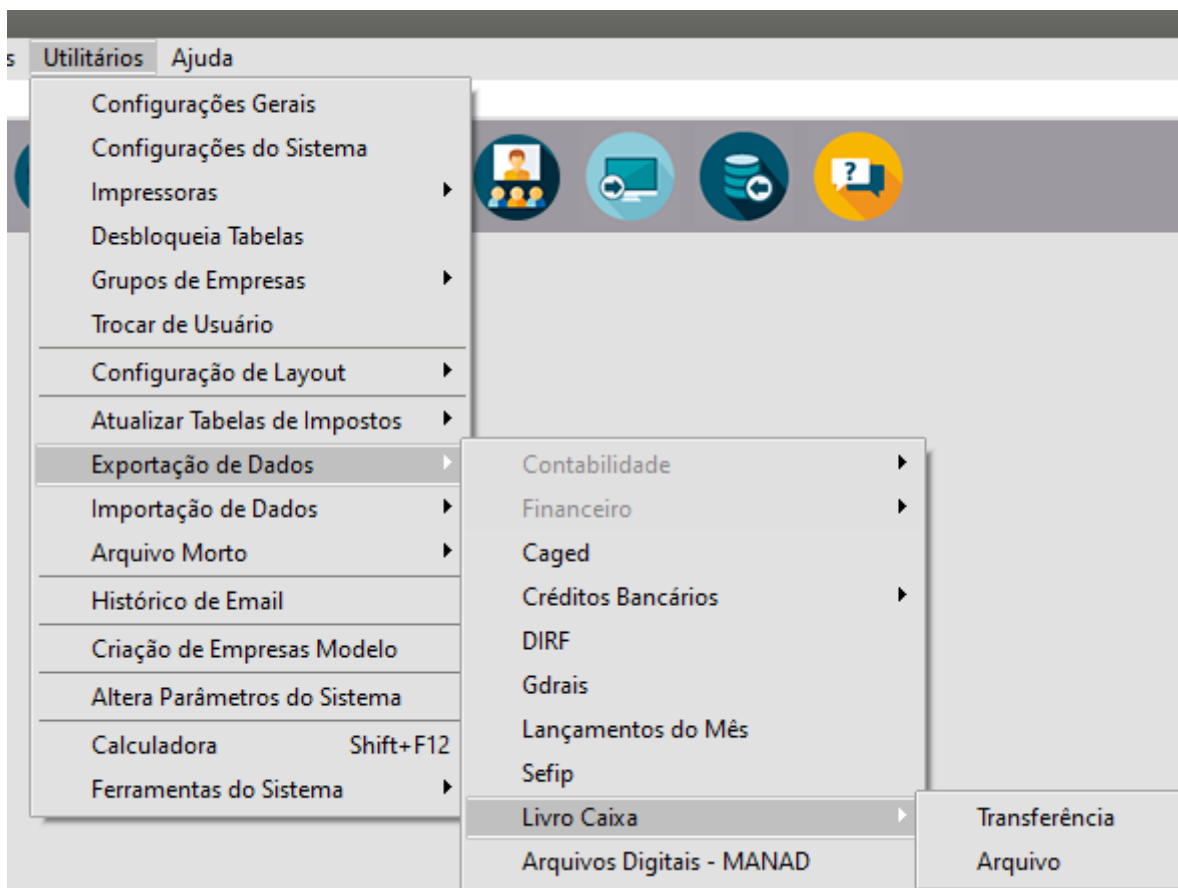 s Utilitários Ajuda
Configurações Gerais
Configurações do Sistema
Impressoras
Desbloqueia Tabelas
Grupos de Empresas
Trocar de Usuário
Configuração de Layout
Atualizar Tabelas de Impostos
Exportação de Dados
Importação de Dados
Arquivo Morto
Histórico de Email
Criação de Empresas Modelo
Altera Parâmetros do Sistema
Calculadora Shift+F12
Ferramentas do Sistema
Contabilidade
Financeiro
Caged
Créditos Bancários
DIRF
Gdrais
Lançamentos do Mês
Sefip
Livro Caixa
Arquivos Digitais - MANAD
Transferência
Arquivo
?